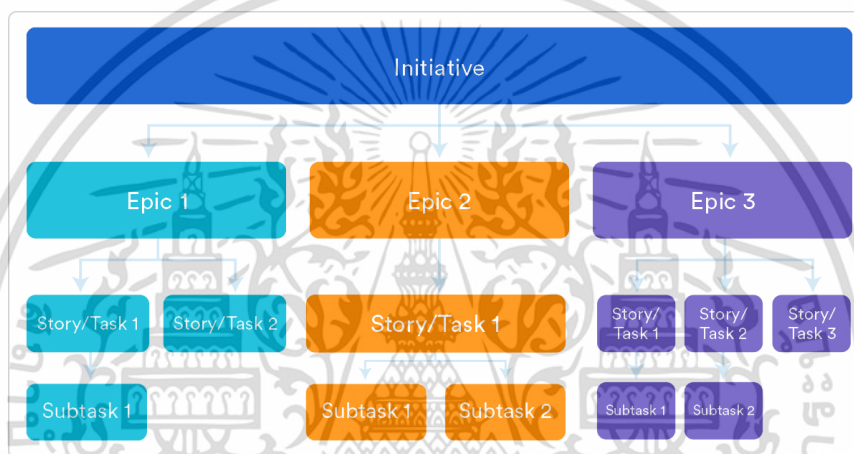 Initiative
Epic 1
Epic 2
Epic 3
Story/Task 1
Story/Task 2
Story/Task 1
Story/
Task 1
Story/
Task 2
Story/
Task 3
Subtask 1
Subtask 1
Subtask 2
Subtask 1
Subtask 2